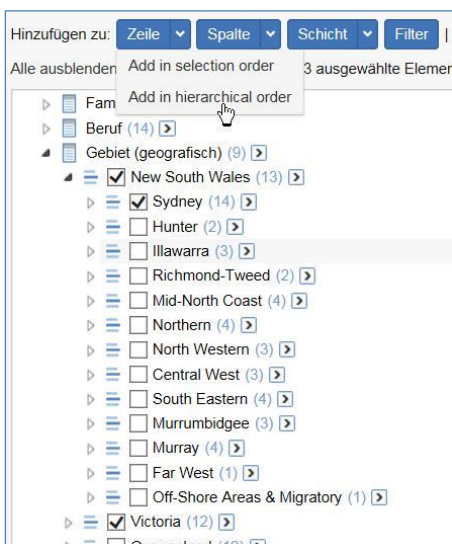 Hinzufügen zu: Zeile Spalte Schicht Filter |
Alle ausblenden 3 ausgewählte Elemen
Add in selection order
Add in hierarchical order
Fam
Beruf (14)
Gebiet (geografisch) (9)
New South Wales (13)
Sydney (14)
Hunter (2)
Illawarra (3)
Richmond-Tweed (2)
Mid-North Coast (4)
Northern (4)
North Western (3)
Central West (3)
South Eastern (4)
Murrumbidgee (3)
Murray (4)
Far West (1)
Off-Shore Areas & Migratory (1)
Victoria (12)